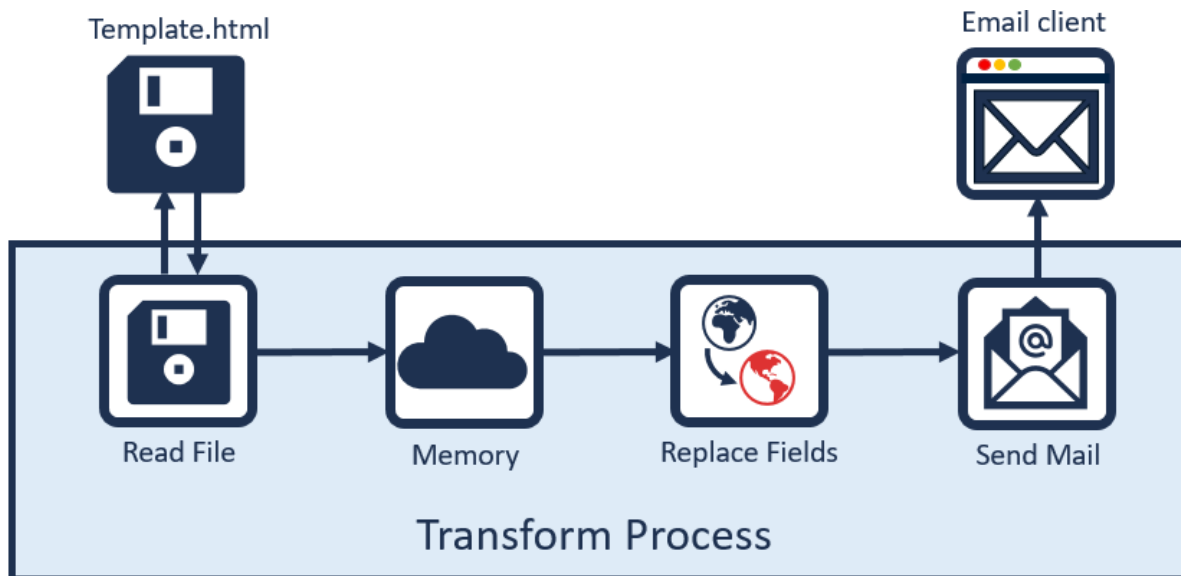 Template.html
Email client
@
Read File
Memory
Replace Fields
Send Mail
Transform Process